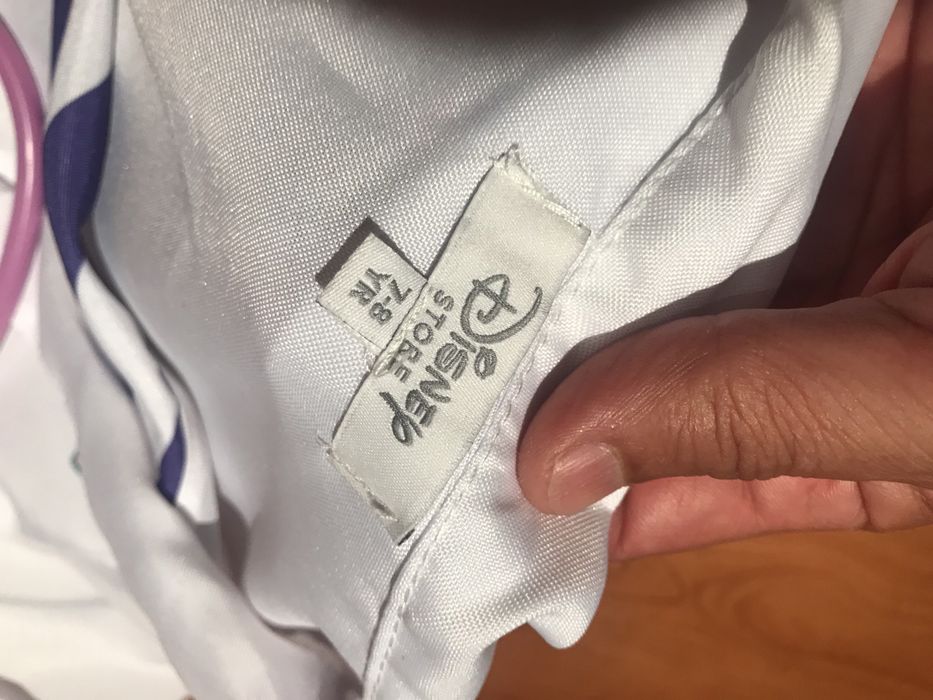 Disney
STORE
7-8
YR